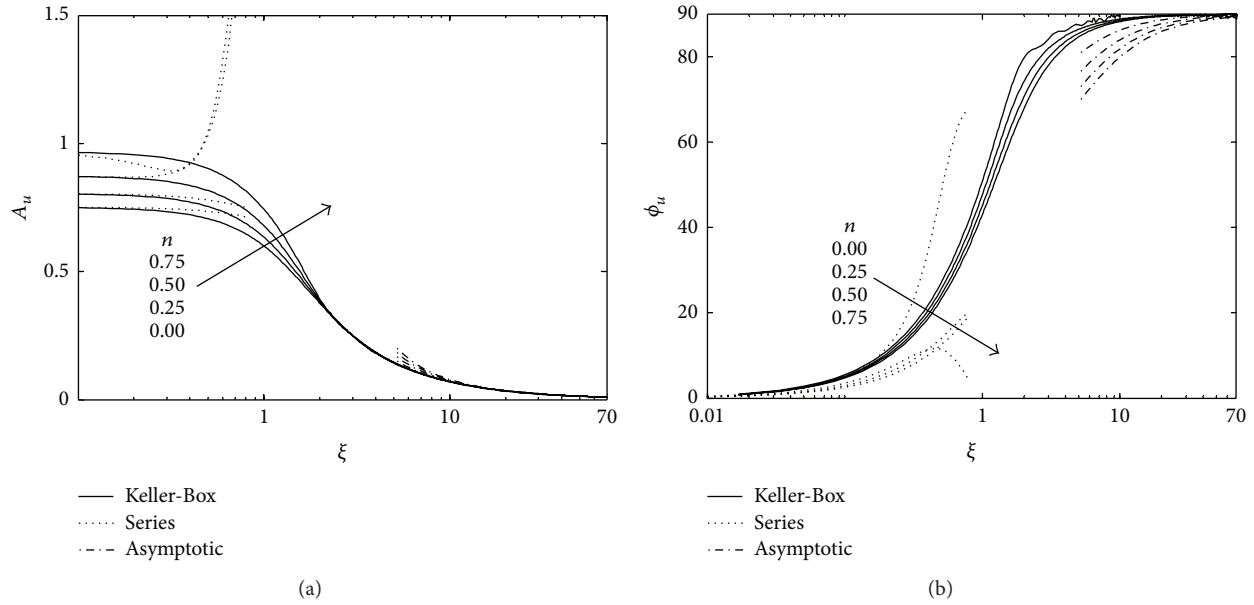 1.5
1
0.5
0
A_u
n
0.75
0.50
0.25
0.00
1
10
70
ξ
Keller-Box
Series
Asymptotic
(a)
90
80
60
40
20
0
ϕ_u
n
0.00
0.25
0.50
0.75
0.01
1
10
70
ξ
Keller-Box
Series
Asymptotic
(b)